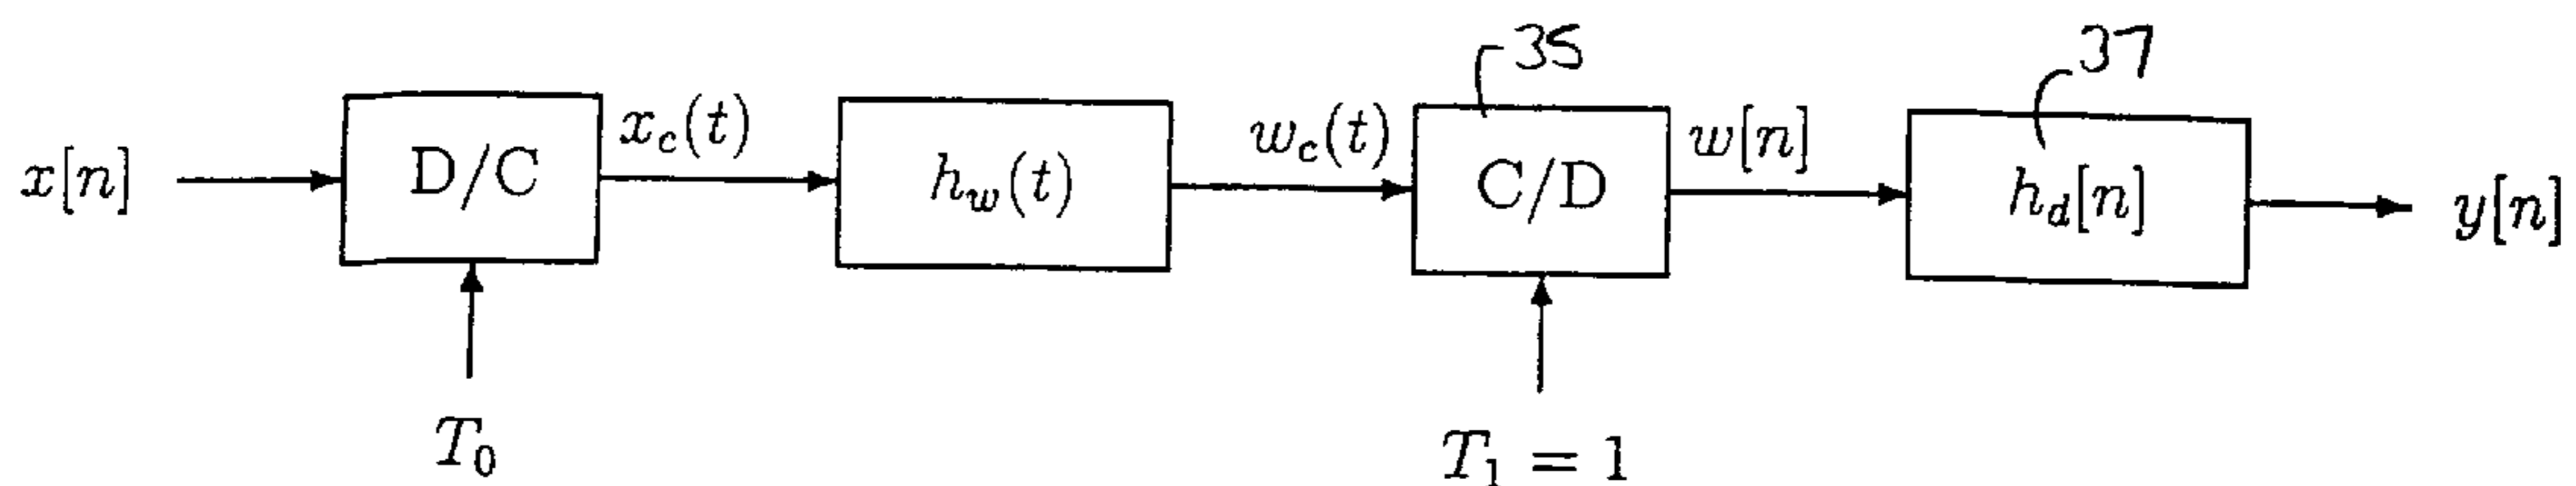 35
37
x[n]
D/C
x_c(t)
h_w(t)
w_c(t)
C/D
w[n]
h_d[n]
y[n]
T_0
T_1 = 1